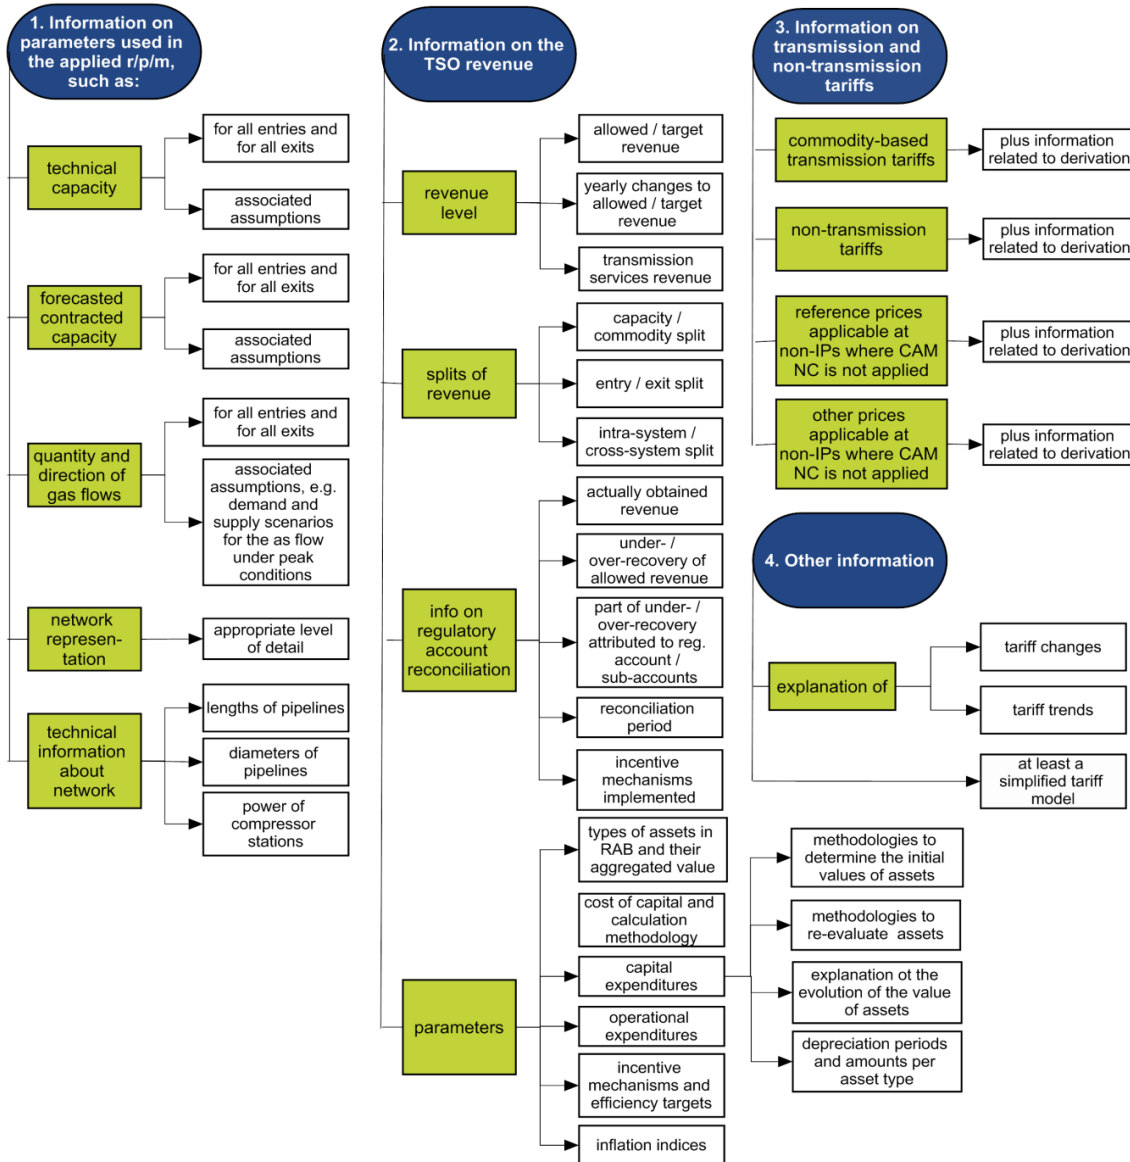 1. Information on
parameters used in
the applied r/p/m,
such as:
technical
capacity
for all entries and
for all exits
associated
assumptions
forecasted
contracted
capacity
for all entries and
for all exits
associated
assumptions
quantity and
direction of
gas flows
for all entries and
for all exits
associated
assumptions, e.g.
demand and
supply scenarios
for the as flow
under peak
conditions
network
represen-
tation
appropriate level
of detail
technical
information
about
network
lengths of pipelines
diameters of
pipelines
power of
compressor
stations
2. Information on the
TSO revenue
revenue
level
allowed / target
revenue
yearly changes to
allowed / target
revenue
transmission
services revenue
splits of
revenue
capacity /
commodity split
entry / exit split
intra-system /
cross-system split
info on
regulatory
account
reconciliation
actually obtained
revenue
under- /
over-recovery of
allowed revenue
part of under- /
over-recovery
attributed to reg.
account /
sub-accounts
reconciliation
period
incentive
mechanisms
implemented
parameters
types of assets in
RAB and their
aggregated value
cost of capital and
calculation
methodology
capital
expenditures
operational
expenditures
incentive
mechanisms and
efficiency targets
inflation indices
methodologies to
determine the initial
values of assets
methodologies to
re-evaluate assets
explanation ot the
evolution of the value
of assets
depreciation periods
and amounts per
asset type
3. Information on
transmission and
non-transmission
tariffs
commodity-based
transmission tariffs
plus information
related to derivation
non-transmission
tariffs
plus information
related to derivation
reference prices
applicable at
non-IPs where CAM
NC is not applied
plus information
related to derivation
other prices
applicable at
non-IPs where CAM
NC is not applied
plus information
related to derivation
4. Other information
explanation of
tariff changes
tariff trends
at least a
simplified tariff
model